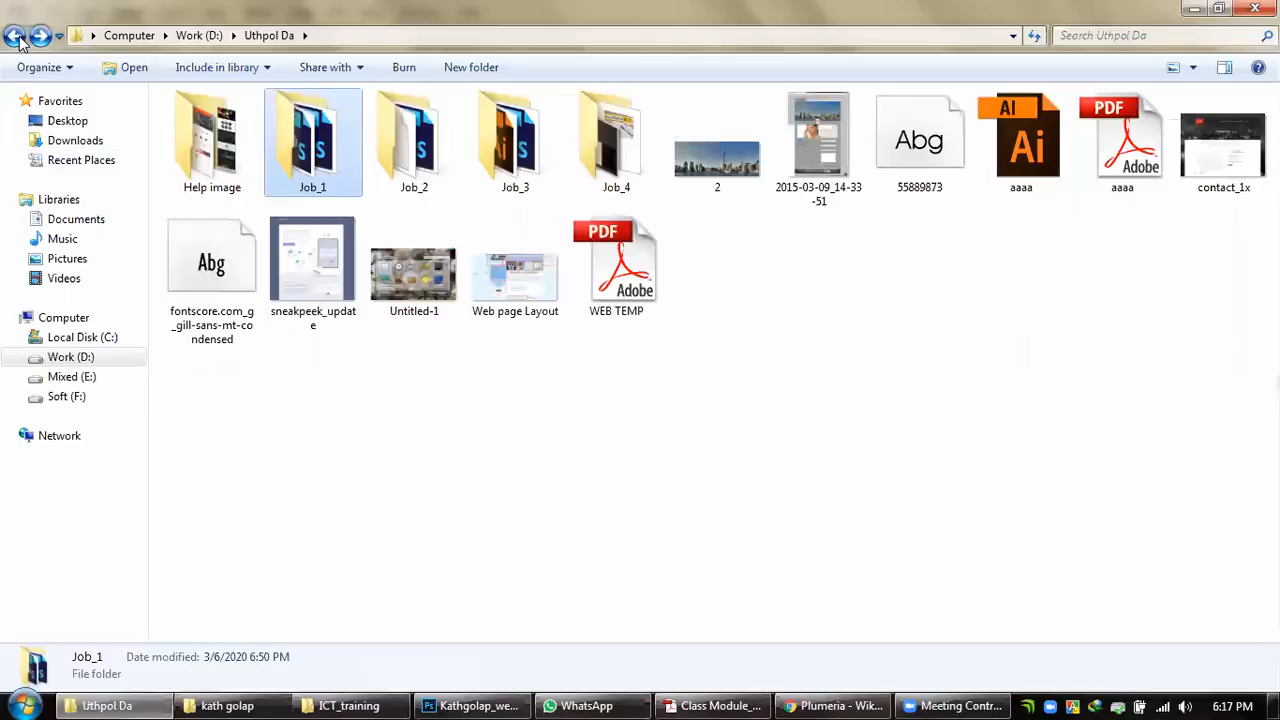 Computer Work (D:) Uthpol Da
Search Uthpol Da
Organize Open Include in library Share with Burn New folder
Favorites
Desktop
Downloads
Recent Places
Libraries
Documents
Music
Pictures
Videos
Computer
Local Disk (C:)
Work (D:)
Mixed (E:)
Soft (F:)
Network
Abg
AI
Ai
PDF
Adobe
Help image
Job_1
Job_2
Job_3
Job_4
2
2015-03-09_14-33
-51
55889873
aaaa
aaaa
contact_1x
Abg
PDF
Adobe
fontscore.com_g
_gill-sans-mt-co
ndensed
sneakpeek_updat
e
Untitled-1
Web page Layout
WEB TEMP
Job_1 Date modified: 3/6/2020 6:50 PM
File folder
Uthpol Da
kath golap
ICT_training
Ps
Kathgolap_we...
WhatsApp
Class Module_...
Plumeria - Wik...
Meeting Contr...
6:17 PM